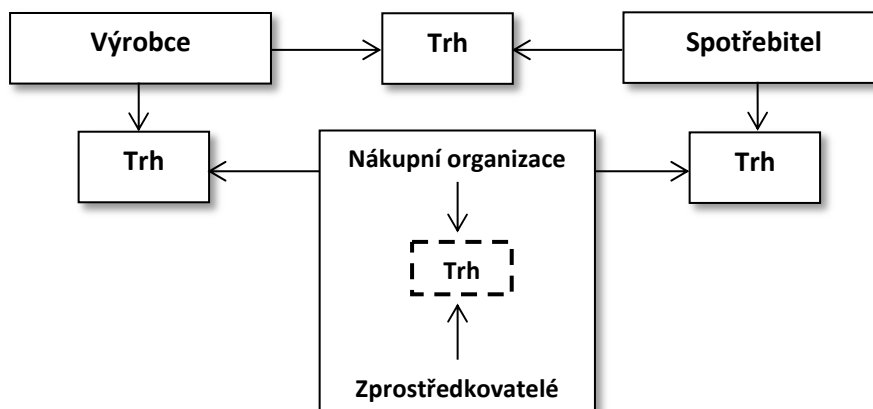 Výrobce
Trh
Spotřebitel
Trh
Nákupní organizace
Trh
Trh
Zprostředkovatelé